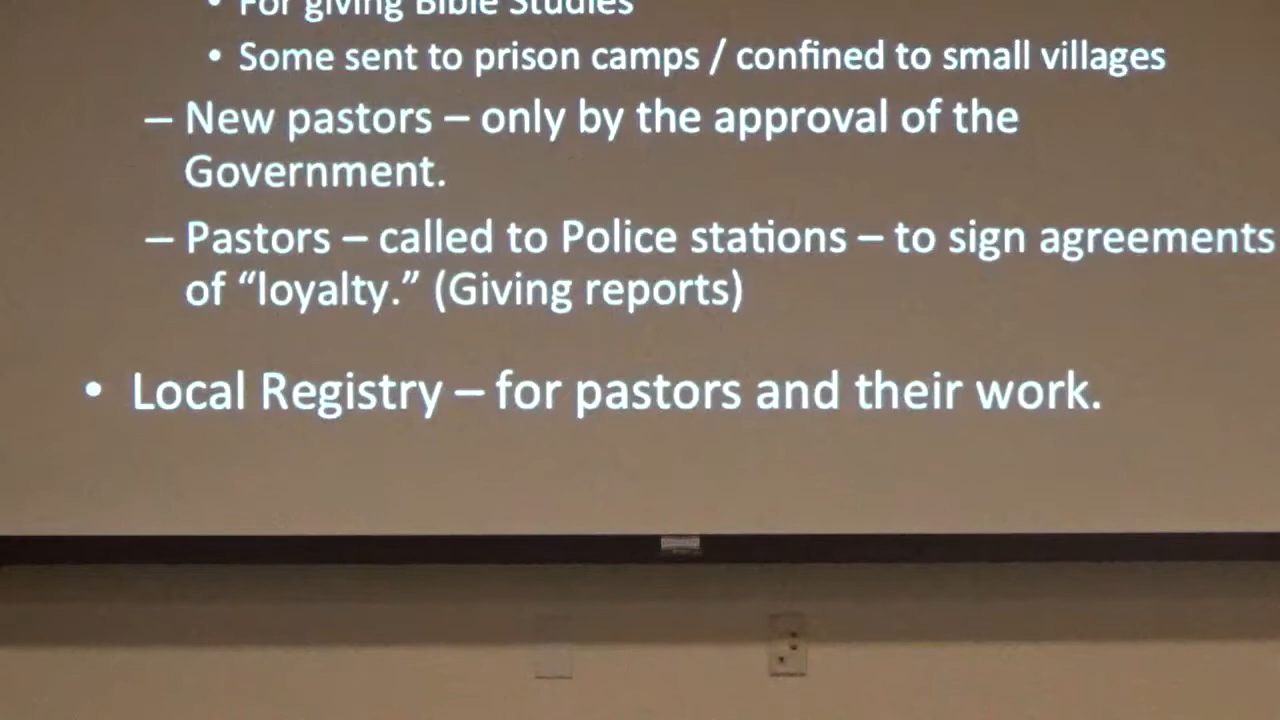 • For giving Bible Studies
• Some sent to prison camps / confined to small villages
– New pastors – only by the approval of the
Government.
– Pastors – called to Police stations – to sign agreements
of “loyalty.” (Giving reports)
• Local Registry – for pastors and their work.